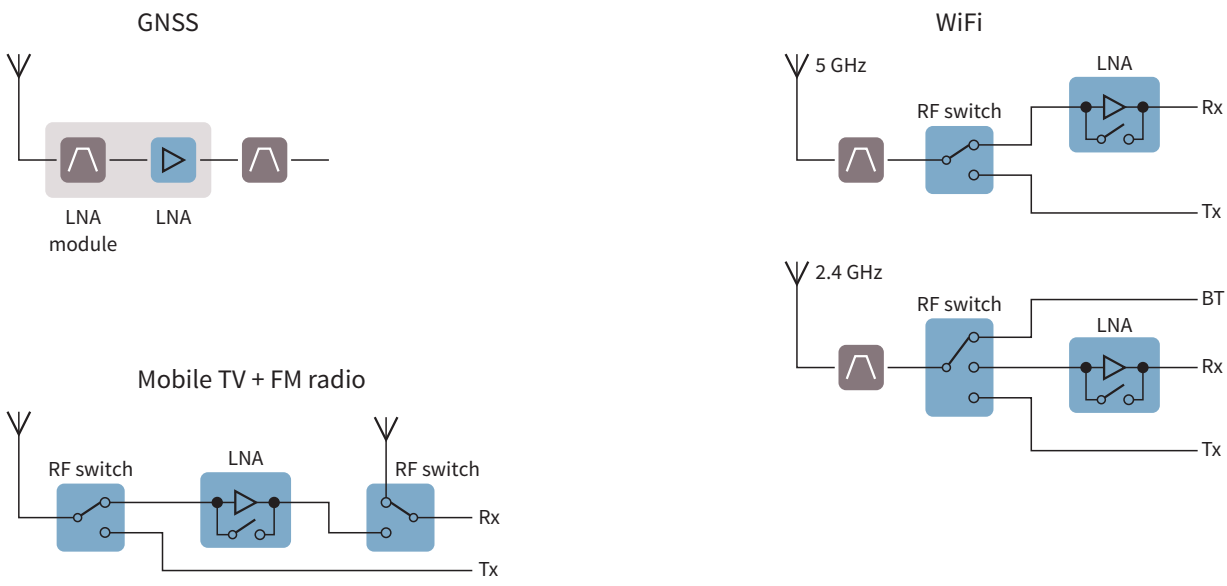 GNSS
LNA
module
LNA
Mobile TV + FM radio
RF switch
LNA
RF switch
Rx
Tx
WiFi
5 GHz
RF switch
LNA
Rx
Tx
2.4 GHz
RF switch
LNA
BT
Rx
Tx